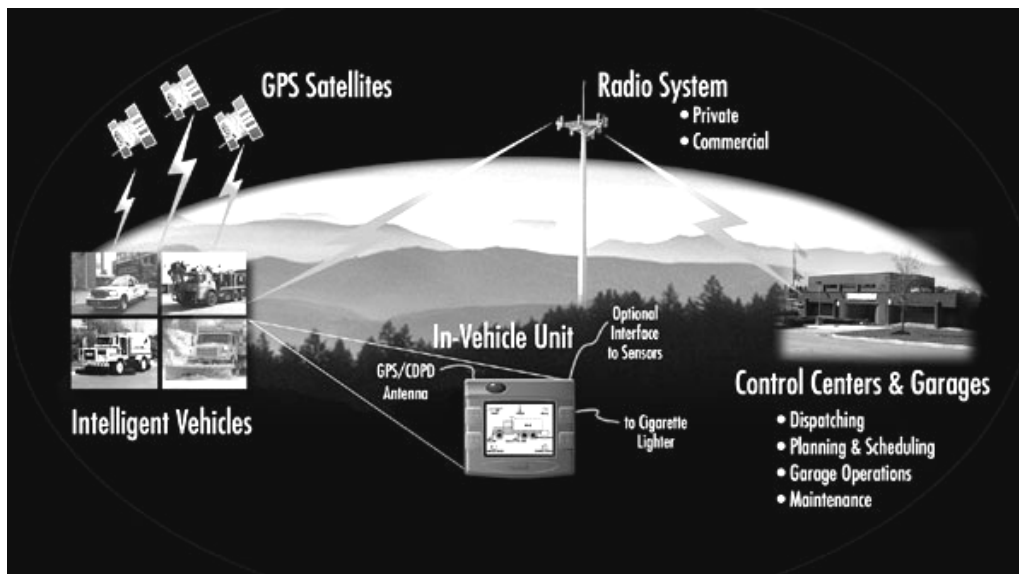 GPS Satellites
Radio System
• Private
• Commercial
In-Vehicle Unit
Optional
Interface
to Sensors
GPS/CDPD
Antenna
to Cigarette
Lighter
Intelligent Vehicles
Control Centers & Garages
• Dispatching
• Planning & Scheduling
• Garage Operations
• Maintenance